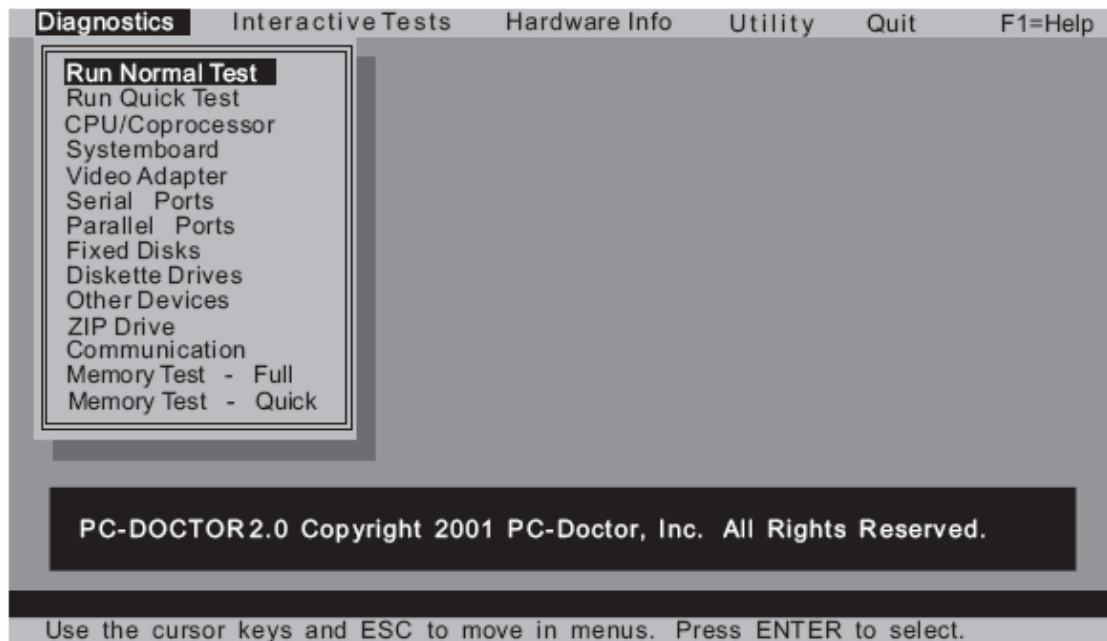 Diagnostics Interactive Tests Hardware Info Utility Quit F1=Help
Run Normal Test
Run Quick Test
CPU/Coprocessor
Systemboard
Video Adapter
Serial Ports
Parallel Ports
Fixed Disks
Diskette Drives
Other Devices
ZIP Drive
Communication
Memory Test - Full
Memory Test - Quick
PC-DOCTOR 2.0 Copyright 2001 PC-Doctor, Inc. All Rights Reserved.
Use the cursor keys and ESC to move in menus. Press ENTER to select.